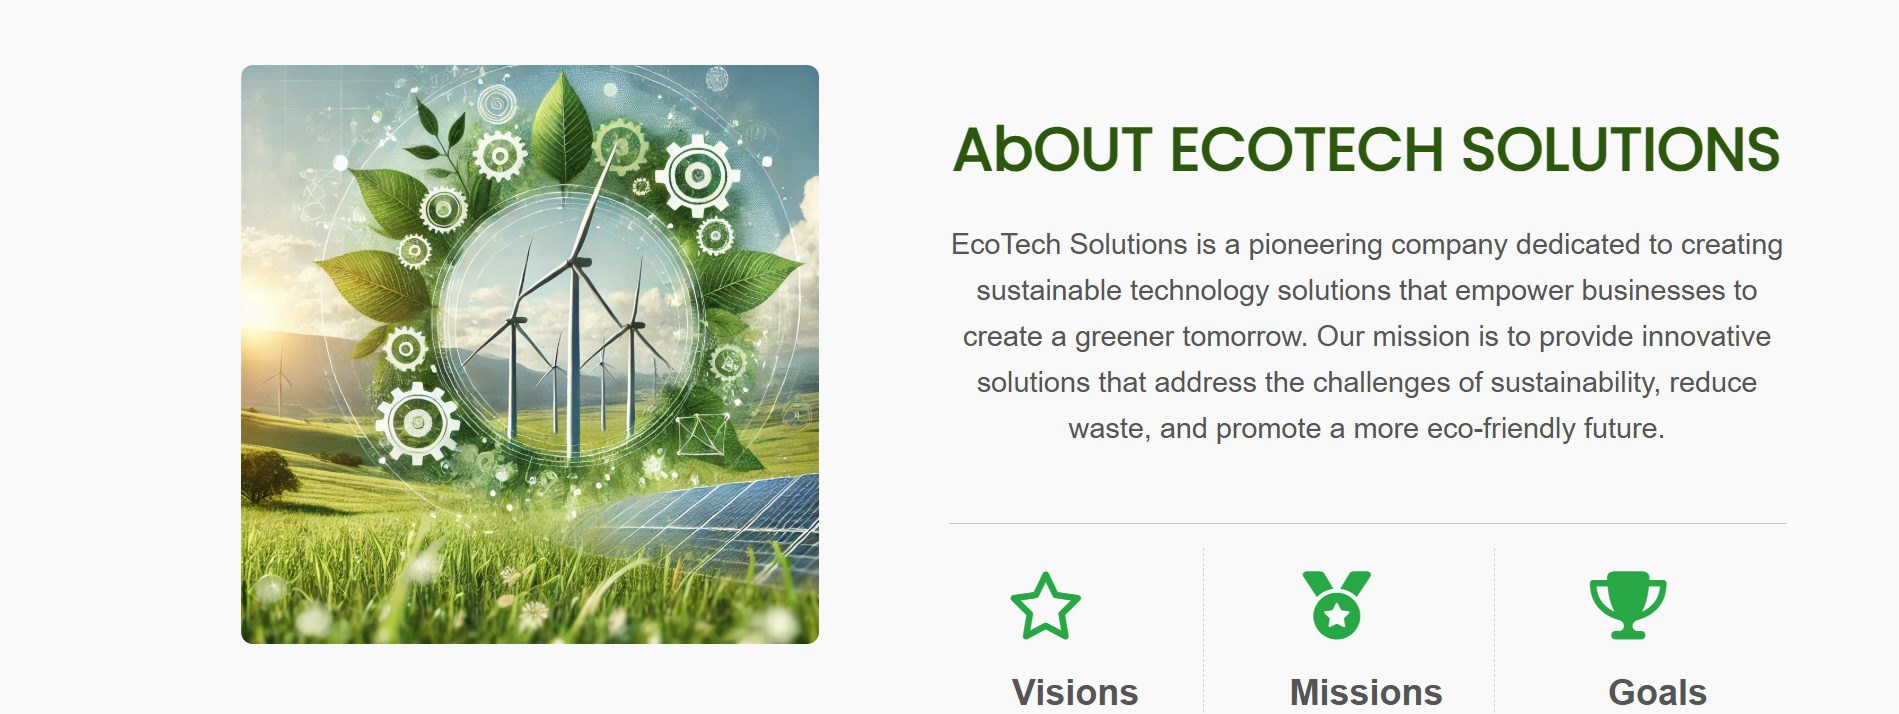 AbOUT ECOTECH SOLUTIONS
EcoTech Solutions is a pioneering company dedicated to creating
sustainable technology solutions that empower businesses to
create a greener tomorrow. Our mission is to provide innovative
solutions that address the challenges of sustainability, reduce
waste, and promote a more eco-friendly future.
Visions
Missions
Goals